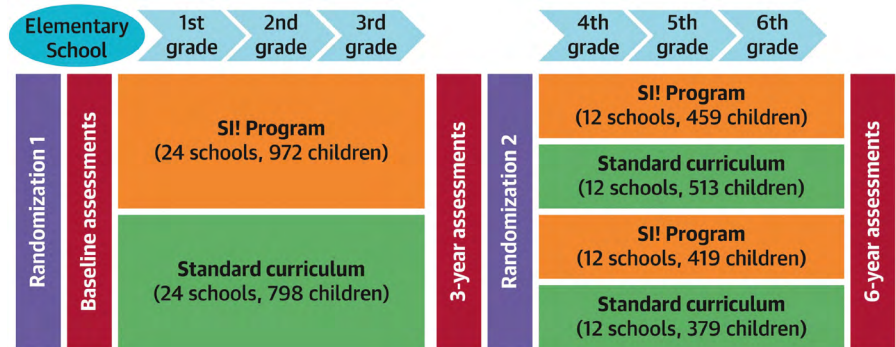 Elementary
School
1st
grade
2nd
grade
3rd
grade
4th
grade
5th
grade
6th
grade
Randomization 1
Baseline assessments
SI! Program
(24 schools, 972 children)
Standard curriculum
(24 schools, 798 children)
3-year assessments
Randomization 2
SI! Program
(12 schools, 459 children)
Standard curriculum
(12 schools, 513 children)
SI! Program
(12 schools, 419 children)
Standard curriculum
(12 schools, 379 children)
6-year assessments